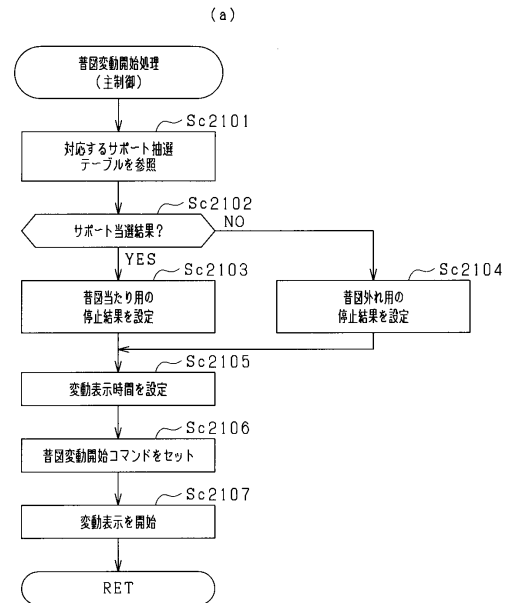 (a)
普図変動開始処理
(主制御)
Sc2101
対応するサポート抽選
テーブルを参照
Sc2102
サポート当選結果？
NO
YES
Sc2103
普図当たり用の
停止結果を設定
Sc2104
普図外れ用の
停止結果を設定
Sc2105
変動表示時間を設定
Sc2106
普図変動開始コマンドをセット
Sc2107
変動表示を開始
RET